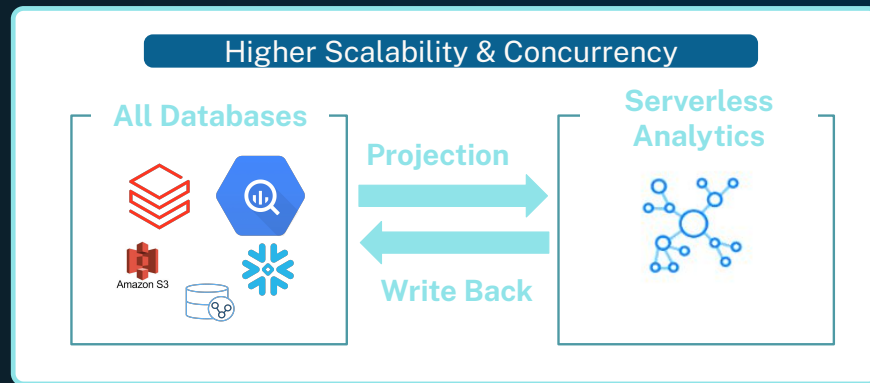 Higher Scalability & Concurrency
All Databases
Serverless
Analytics
Projection
Amazon S3
Write Back